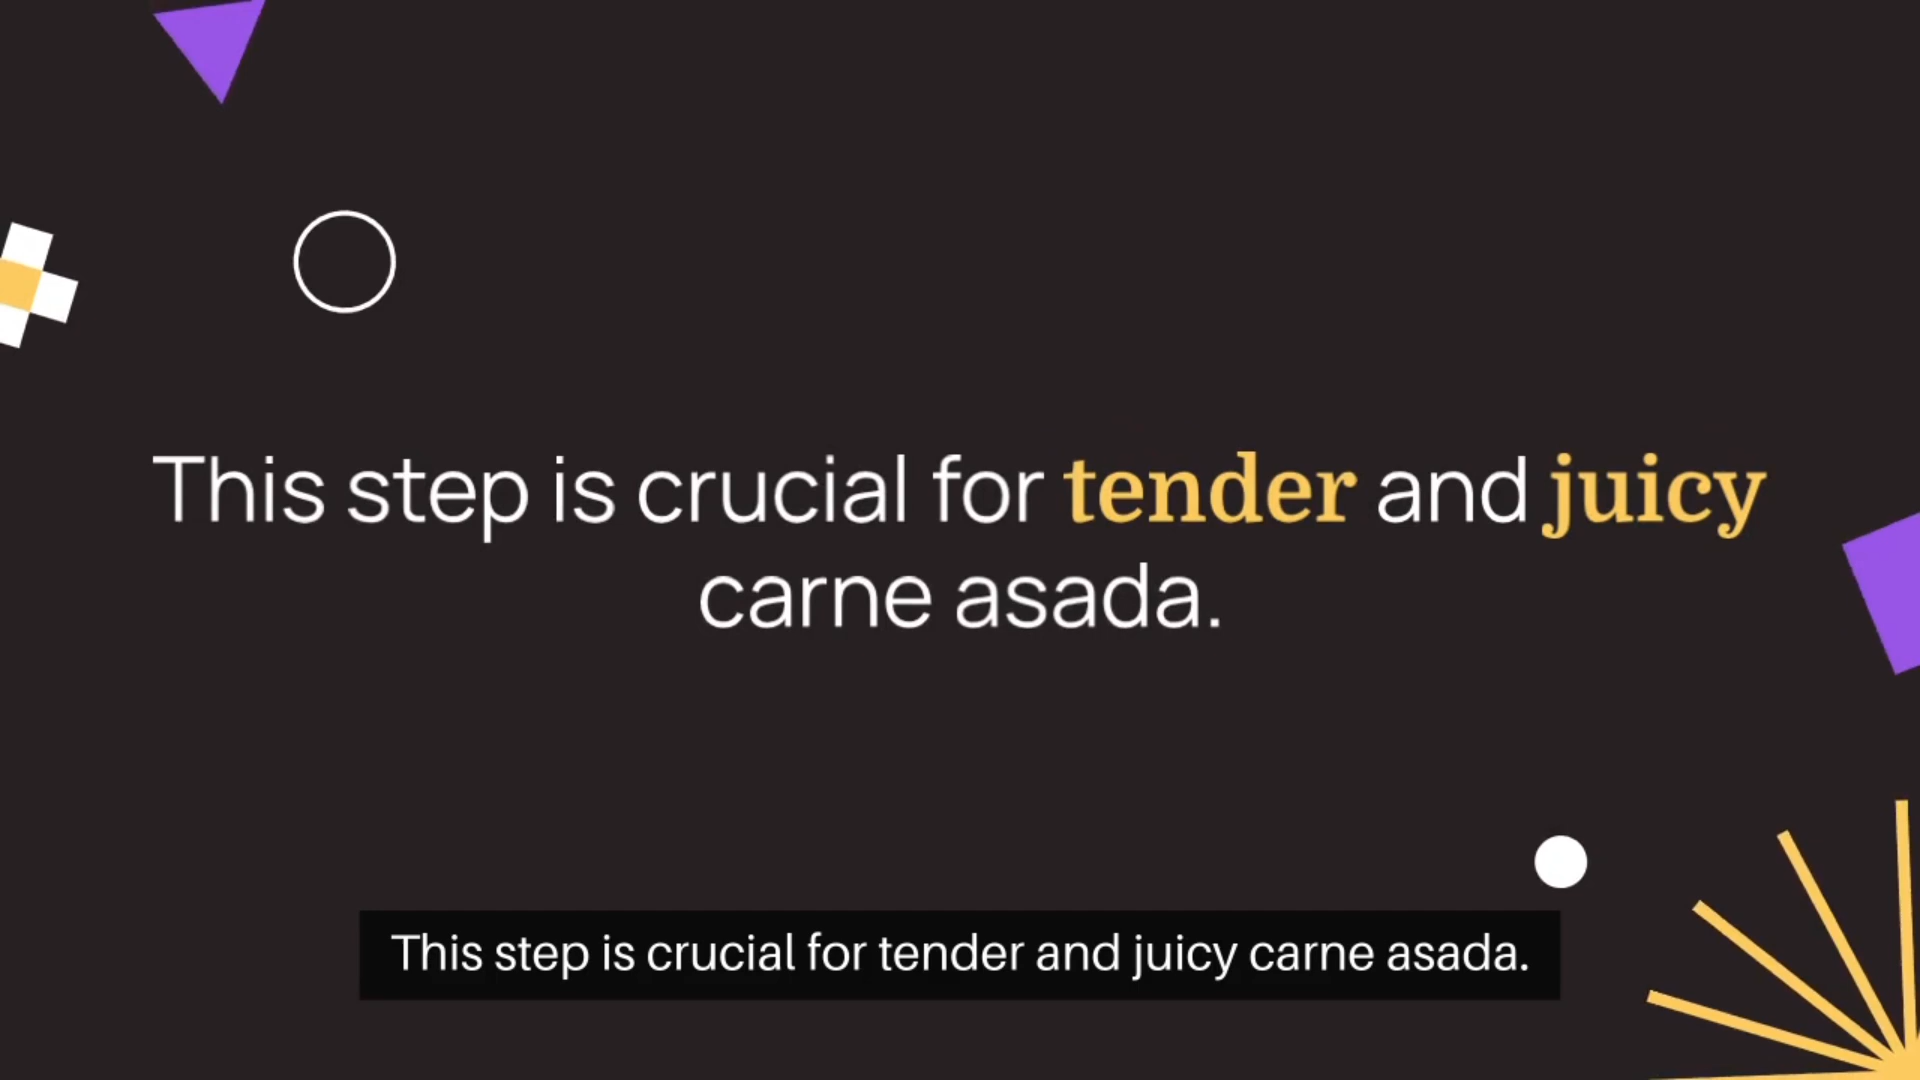 This step is crucial for tender and juicy
carne asada.
This step is crucial for tender and juicy carne asada.